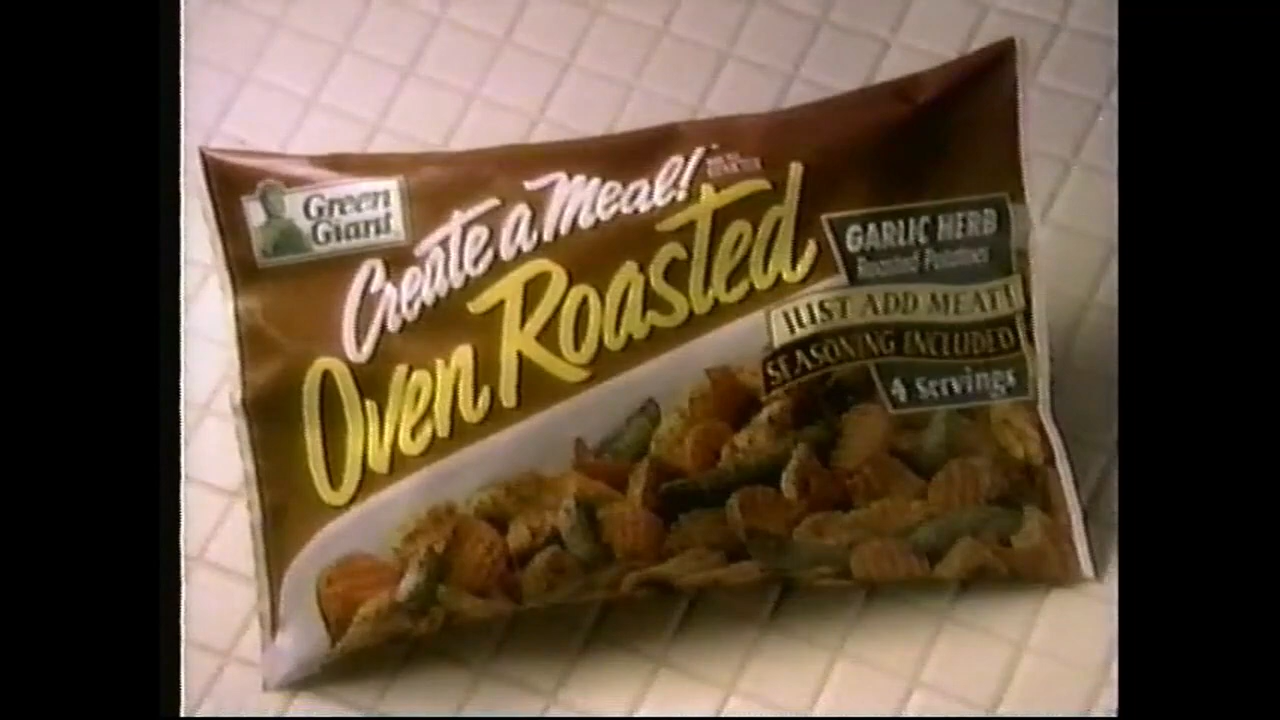 Green
Giant
Create a Meal!
Oven Roasted
GARLIC HERB
Roasted Potatoes
JUST ADD MEAT!
SEASONING INCLUDED
4 Servings